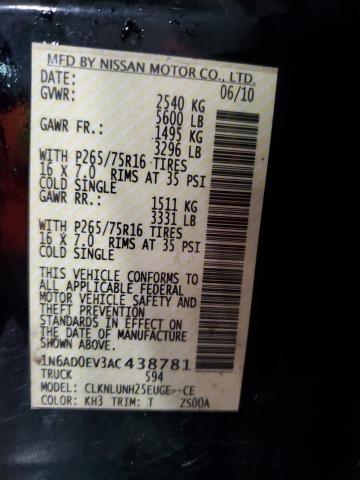 MFD BY NISSAN MOTOR CO., LTD.
DATE: 06/10
GVWR: 2540 KG
5600 LB
GAWR FR.: 1495 KG
3296 LB
WITH P265/75R16 TIRES
16 X 7.0 RIMS AT 35 PSI
COLD SINGLE
GAWR RR.: 1511 KG
3331 LB
WITH P265/75R16 TIRES
16 X 7.0 RIMS AT 35 PSI
COLD SINGLE
THIS VEHICLE CONFORMS TO
ALL APPLICABLE FEDERAL
MOTOR VEHICLE SAFETY AND
THEFT PREVENTION
STANDARDS IN EFFECT ON
THE DATE OF MANUFACTURE
SHOWN ABOVE.
1N6AD0EV3AC438781
TRUCK 594
MODEL: CLKNLUNH25EUGE--CE
COLOR: KH3 TRIM: T ZS00A